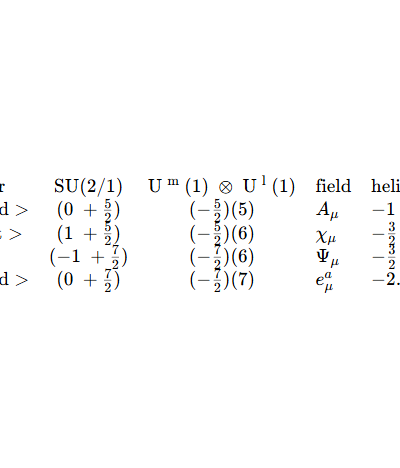 r SU(2/1) U^m(1) ⊗ U^l(1) field heli
d > (0 + 5/2) (−5/2)(5) A_μ −1
> (1 + 5/2) (−5/2)(6) χ_μ −3/2
(−1 + 7/2) (−7/2)(6) Ψ_μ −3/2
d > (0 + 7/2) (−7/2)(7) e^a_μ −2.